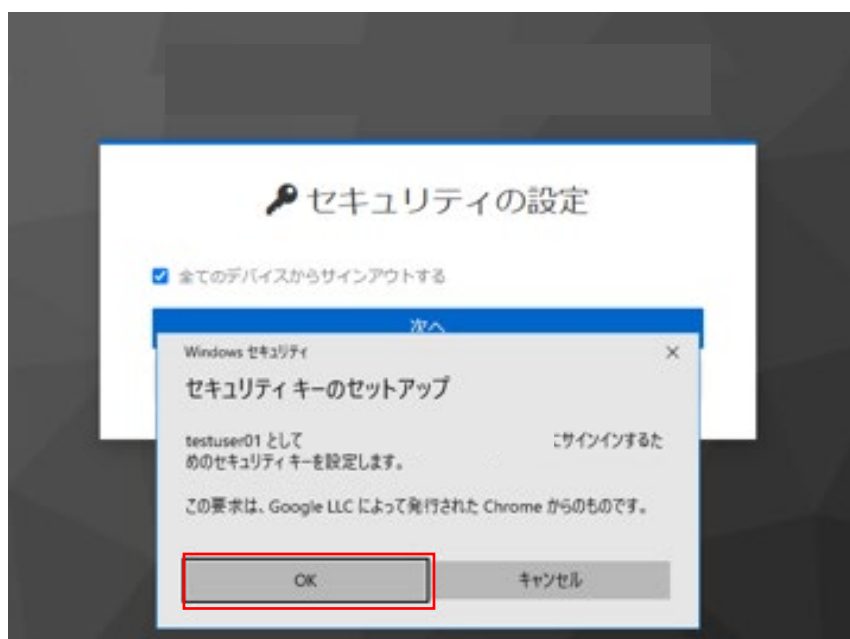 セキュリティの設定
全てのデバイスからサインアウトする
次へ
Windows セキュリティ
セキュリティ キーのセットアップ
testuser01 として こサインインするた
めのセキュリティ キーを設定します。
この要求は、Google LLC によって発行された Chrome からのものです。
OK キャンセル